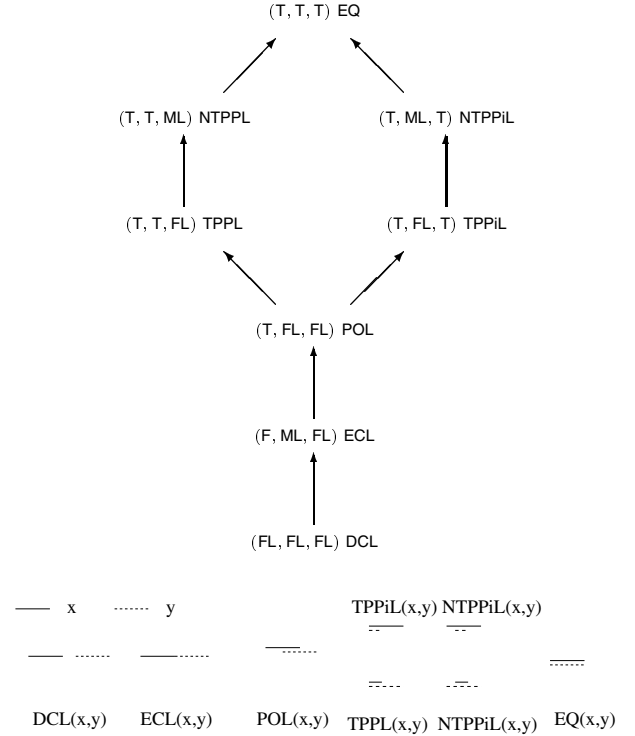 (T, T, T) EQ
(T, T, ML) NTPPL (T, ML, T) NTPPiL
(T, T, FL) TPPL (T, FL, T) TPPiL
(T, FL, FL) POL
(F, ML, FL) ECL
(FL, FL, FL) DCL
x y TPPiL(x,y) NTPPiL(x,y)
DCL(x,y) ECL(x,y) POL(x,y) TPPL(x,y) NTPPiL(x,y) EQ(x,y)